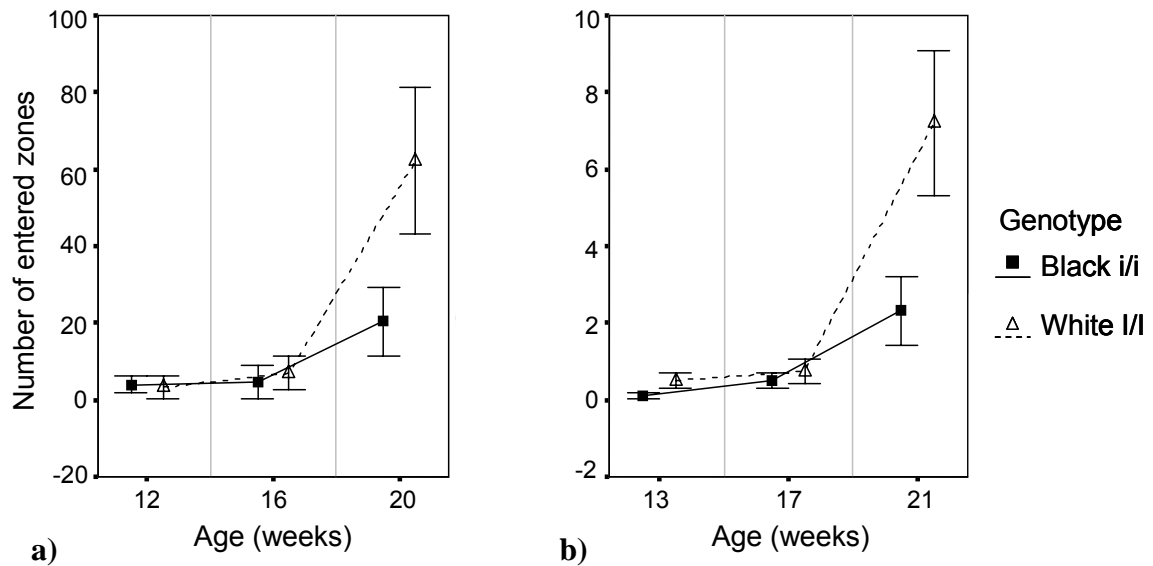 Number of entered zones
100
80
60
40
20
0
-20
12 16 20
Age (weeks)
a)
10
8
6
4
2
0
-2
13 17 21
Age (weeks)
b)
Genotype
Black i/i
White I/I